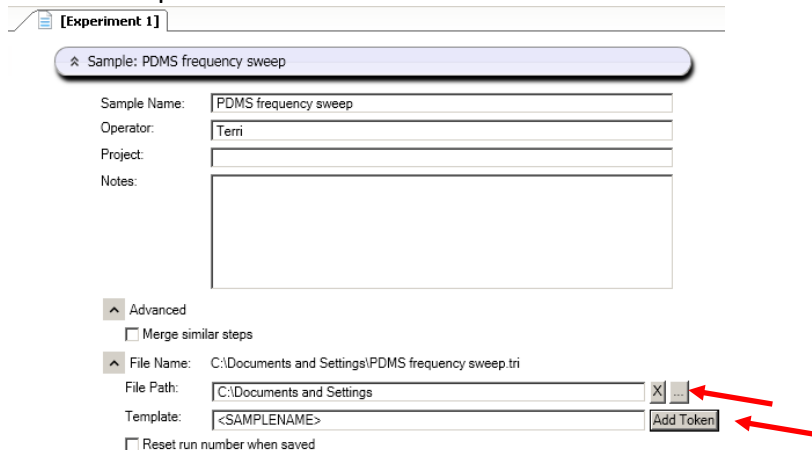 [Experiment 1]
Sample: PDMS frequency sweep
Sample Name: PDMS frequency sweep
Operator: Terri
Project:
Notes:
Advanced
Merge similar steps
File Name: C:\Documents and Settings\PDMS frequency sweep.tri
File Path: C:\Documents and Settings X ...
Template: <SAMPLENAME> Add Token
Reset run number when saved